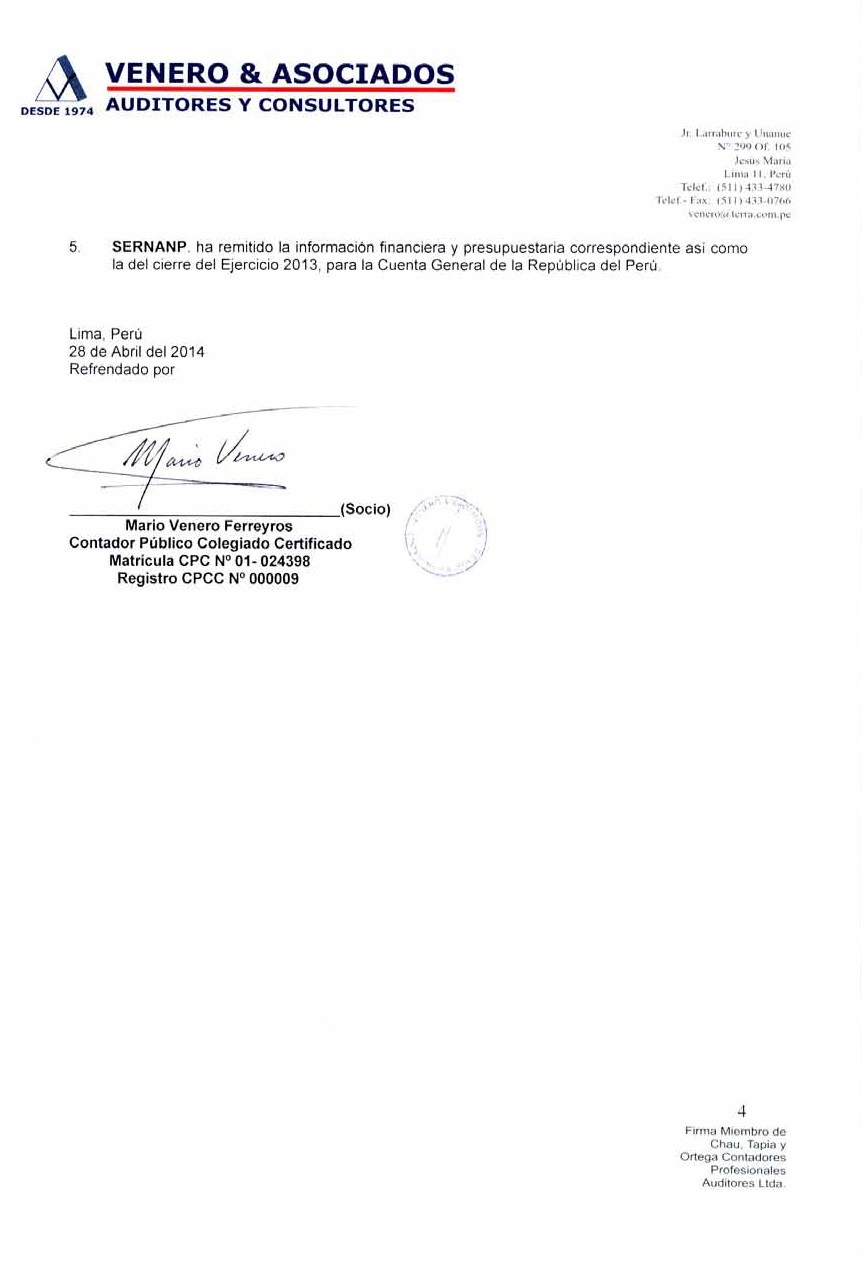 VENERO & ASOCIADOS
DESDE 1974 AUDITORES Y CONSULTORES
Jr. Larrabure y Unanue
N° 299 Of. 105
Jesus Maria
Lima 11, Perú
Telef.: (511) 433-4780
Telef.- Fax: (511) 433-0766
venero@terra.com.pe
5. SERNANP, ha remitido la información financiera y presupuestaria correspondiente así como
la del cierre del Ejercicio 2013, para la Cuenta General de la República del Perú.
Lima, Perú
28 de Abril del 2014
Refrendado por
Mario Venero
(Socio)
Mario Venero Ferreyros
Contador Público Colegiado Certificado
Matrícula CPC Nº 01- 024398
Registro CPCC Nº 000009
4
Firma Miembro de
Chau, Tapia y
Ortega Contadores
Profesionales
Auditores Ltda.